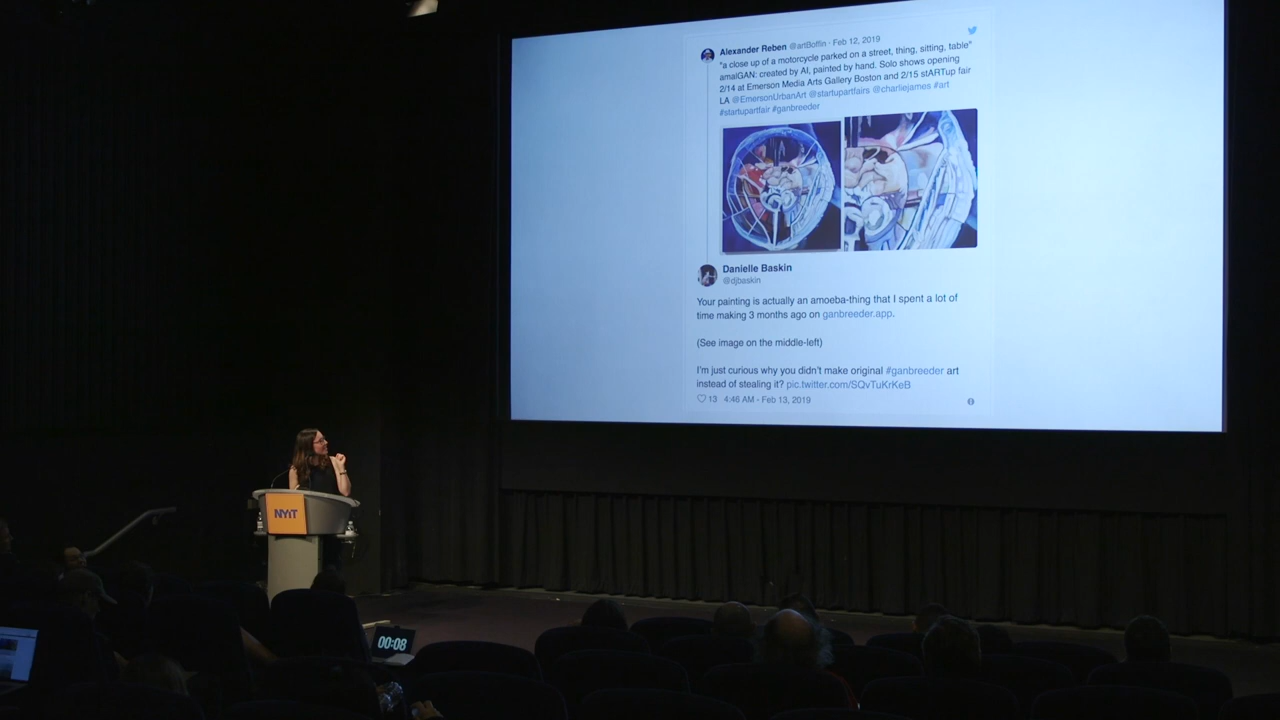 Alexander Reben @artBoffin · Feb 12, 2019
"a close up of a motorcycle parked on a street, thing, sitting, table"
amalGAN: created by AI, painted by hand. Solo shows opening
2/14 at Emerson Media Arts Gallery Boston and 2/15 stARTup fair
LA @EmersonUrbanArt @startupartfairs @charliejames #art
#startupartfair #ganbreeder
Danielle Baskin
@djbaskin
Your painting is actually an amoeba-thing that I spent a lot of
time making 3 months ago on ganbreeder.app.
(See image on the middle-left)
I'm just curious why you didn't make original #ganbreeder art
instead of stealing it? pic.twitter.com/SQvTuKrKeB
13 4:46 AM - Feb 13, 2019
NYiT
00:08